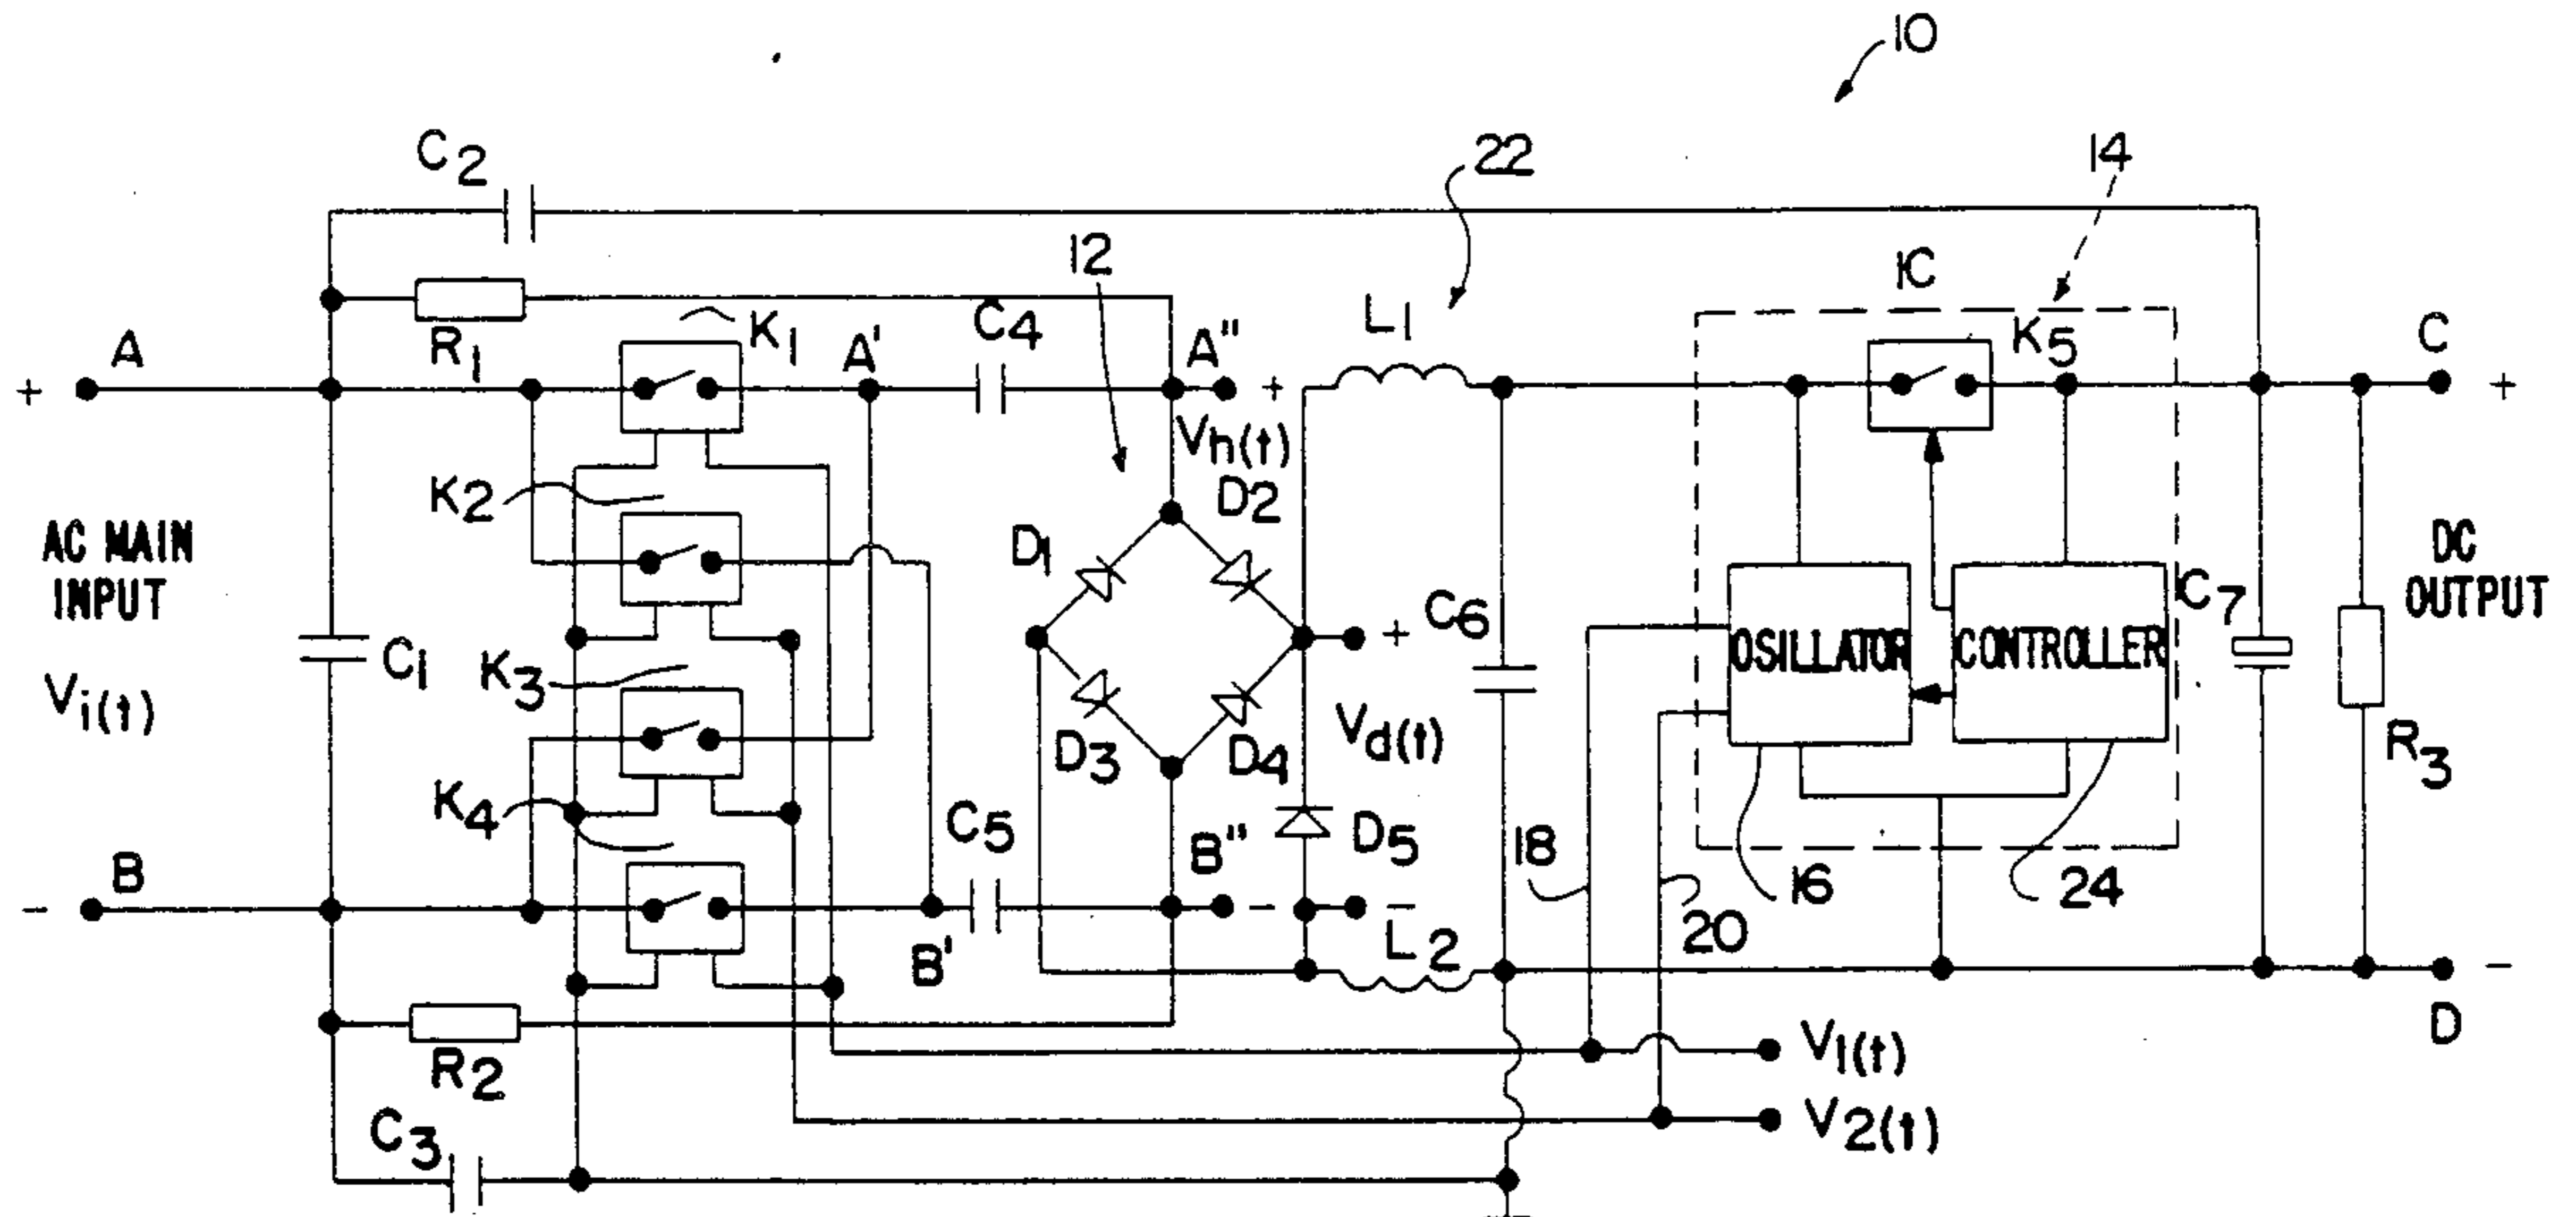 10
C2
22
14
12
1C
R1
K1
C4
L1
K5
A
A'
A"
C
+
+
+
Vh(t)
K2
D2
AC MAIN
INPUT
D1
DC
OUTPUT
C1
K3
+
C6
OSILLATOR
CONTROLLER
C7
Vi(t)
D3
D4
Vd(t)
R3
K4
C5
B"
D5
18
16
24
B
-
-
-
20
B'
L2
-
D
R2
V1(t)
C3
V2(t)